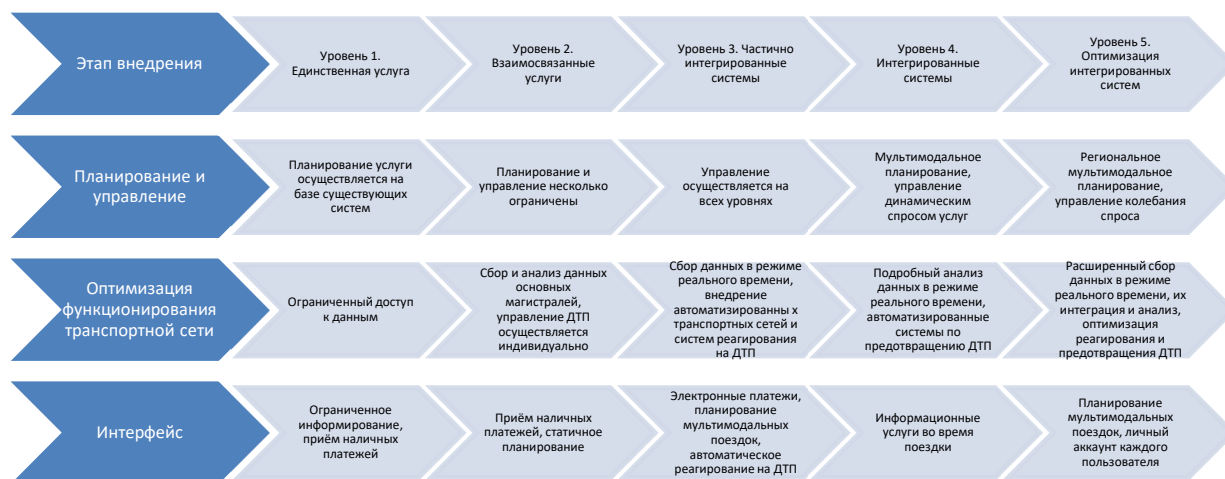 Этап внедрения
Уровень 1.
Единственная услуга
Уровень 2.
Взаимосвязанные
услуги
Уровень 3. Частично
интегрированные
системы
Уровень 4.
Интегрированные
системы
Уровень 5.
Оптимизация
интегрированных
систем
Планирование и
управление
Планирование услуги
осуществляется на
базе существующих
систем
Планирование и
управление несколько
ограничены
Управление
осуществляется на
всех уровнях
Мультимодальное
планирование,
управление
динамическим
спросом услуг
Региональное
мультимодальное
планирование,
управление колебания
спроса
Оптимизация
функционирования
транспортной сети
Ограниченный доступ
к данным
Сбор и анализ данных
основных
магистралей,
управление ДТП
осуществляется
индивидуально
Сбор данных в режиме
реального времени,
внедрение
автоматизированны х
транспортных сетей и
систем реагирования
на ДТП
Подробный анализ
данных в режиме
реального времени,
автоматизированные
системы по
предотвращению ДТП
Расширенный сбор
данных в режиме
реального времени, их
интеграция и анализ,
оптимизация
реагирования и
предотвращения ДТП
Интерфейс
Ограниченное
информирование,
приём наличных
платежей
Приём наличных
платежей, статичное
планирование
Электронные платежи,
планирование
мультимодальных
поездок,
автоматическое
реагирование на ДТП
Информационные
услуги во время
поездки
Планирование
мультимодальных
поездок, личный
аккаунт каждого
пользователя